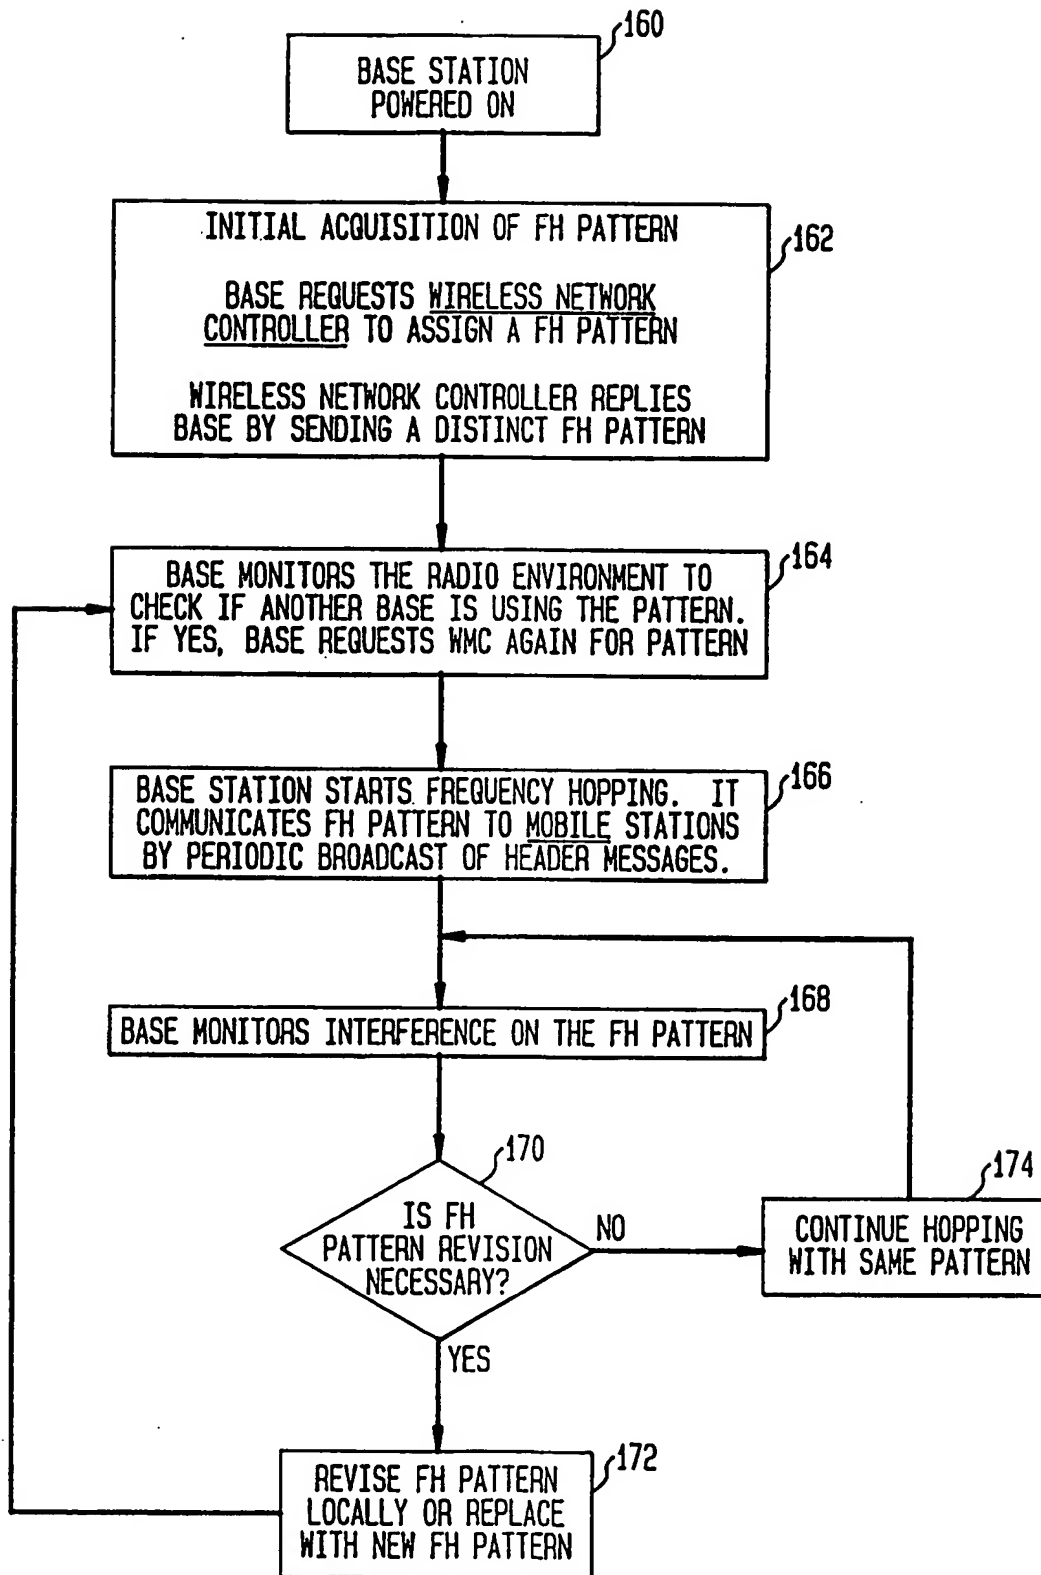 160
BASE STATION
POWERED ON
INITIAL ACQUISITION OF FH PATTERN
162
BASE REQUESTS WIRELESS NETWORK
CONTROLLER TO ASSIGN A FH PATTERN
WIRELESS NETWORK CONTROLLER REPLIES
BASE BY SENDING A DISTINCT FH PATTERN
164
BASE MONITORS THE RADIO ENVIRONMENT TO
CHECK IF ANOTHER BASE IS USING THE PATTERN.
IF YES, BASE REQUESTS WMC AGAIN FOR PATTERN
166
BASE STATION STARTS FREQUENCY HOPPING. IT
COMMUNICATES FH PATTERN TO MOBILE STATIONS
BY PERIODIC BROADCAST OF HEADER MESSAGES.
168
BASE MONITORS INTERFERENCE ON THE FH PATTERN
170
IS FH
PATTERN REVISION
NECESSARY?
NO
174
CONTINUE HOPPING
WITH SAME PATTERN
YES
172
REVISE FH PATTERN
LOCALLY OR REPLACE
WITH NEW FH PATTERN